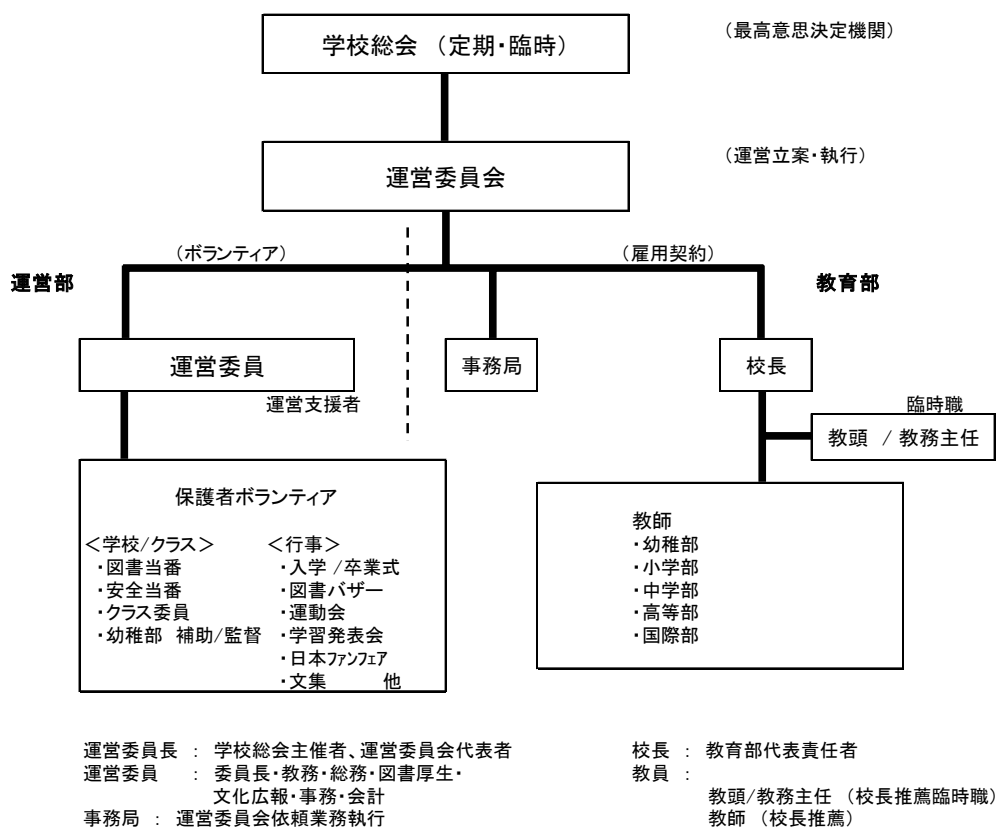 学校総会 （定期・臨時）
（最高意思決定機関）
運営委員会
（運営立案・執行）
（ボランティア）
（雇用契約）
運営部
教育部
運営委員
事務局
校長
運営支援者
臨時職
教頭 / 教務主任
保護者ボランティア
＜学校/クラス＞
・図書当番
・安全当番
・クラス委員
・幼稚部 補助/監督
＜行事＞
・入学 /卒業式
・図書バザー
・運動会
・学習発表会
・日本ファンフェア
・文集 他
教師
・幼稚部
・小学部
・中学部
・高等部
・国際部
運営委員長 ： 学校総会主催者、運営委員会代表者
運営委員 ： 委員長・教務・総務・図書厚生・
文化広報・事務・会計
事務局 ： 運営委員会依頼業務執行
校長 ： 教育部代表責任者
教員 ：
教頭/教務主任 （校長推薦臨時職）
教師 （校長推薦）